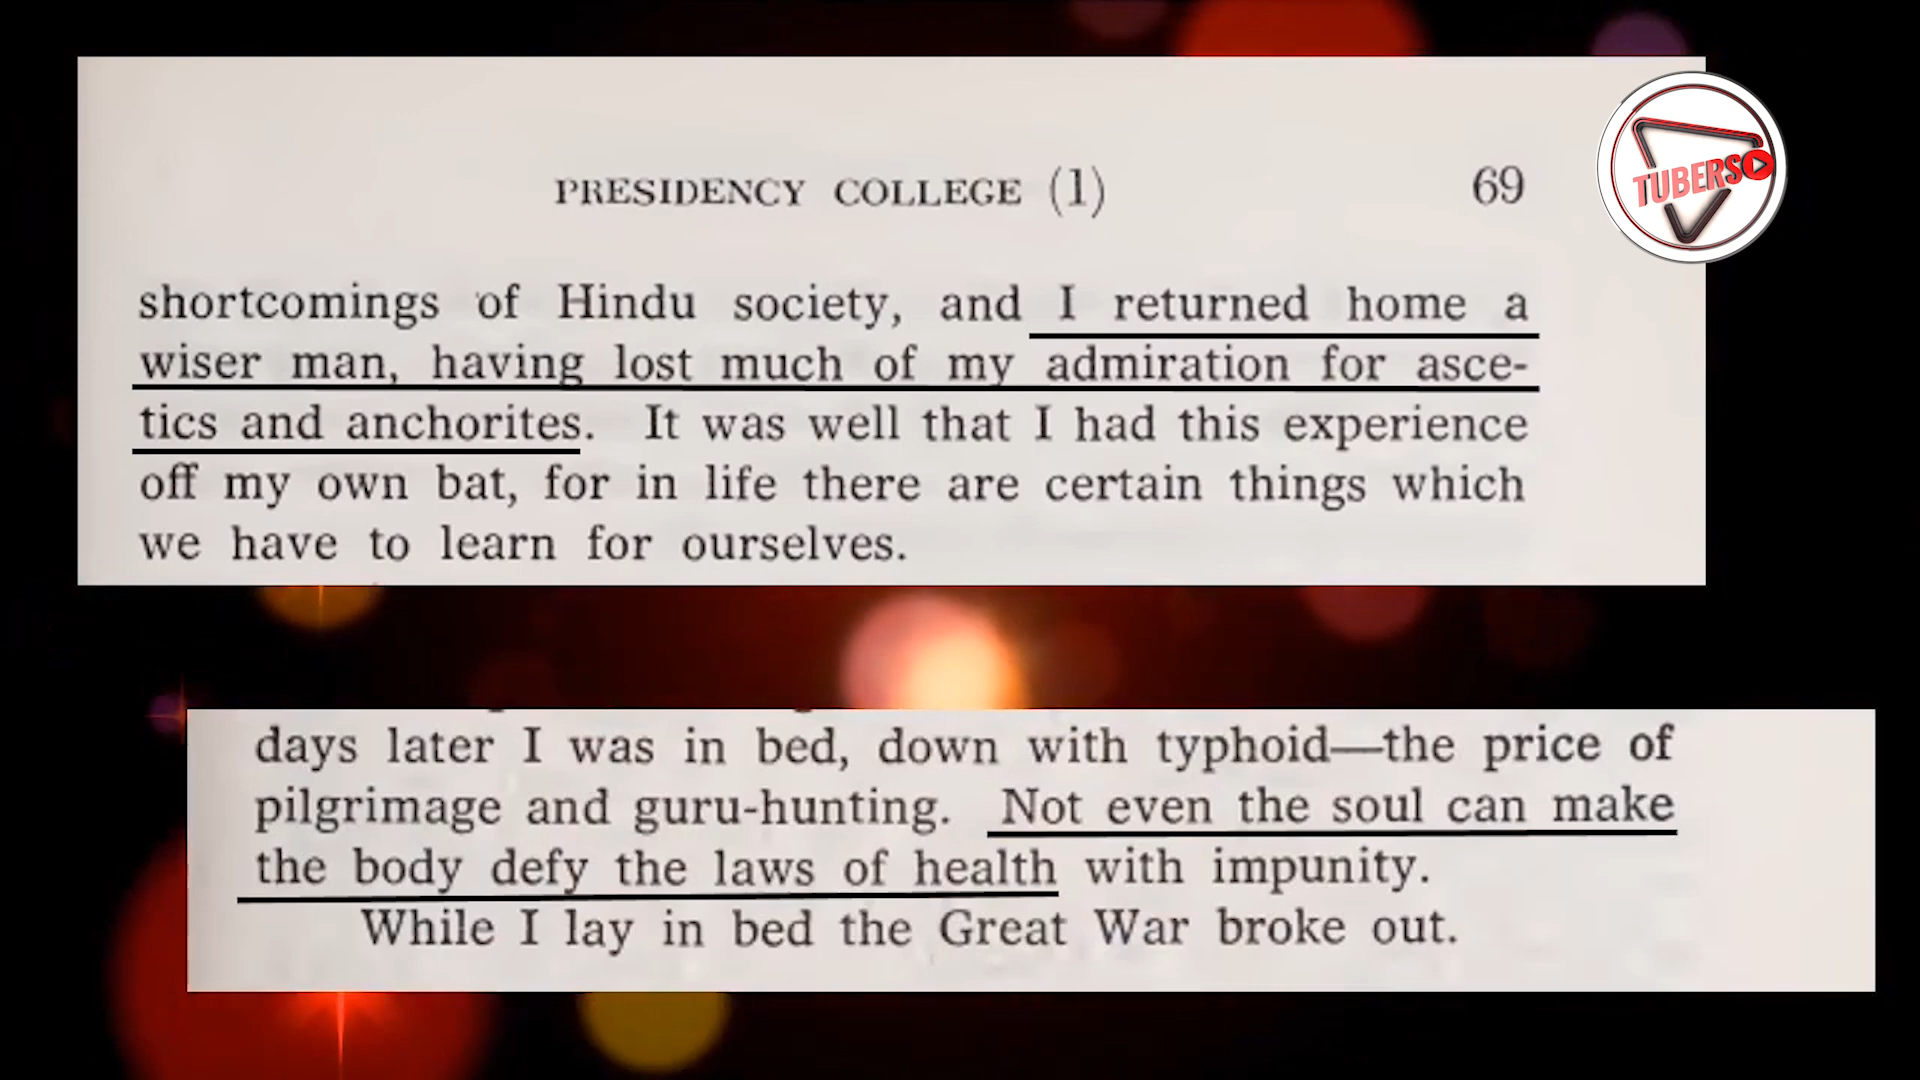 PRESIDENCY COLLEGE (1) 69
shortcomings of Hindu society, and I returned home a
wiser man, having lost much of my admiration for asce-
tics and anchorites. It was well that I had this experience
off my own bat, for in life there are certain things which
we have to learn for ourselves.
TUBERS
days later I was in bed, down with typhoid—the price of
pilgrimage and guru-hunting. Not even the soul can make
the body defy the laws of health with impunity.
While I lay in bed the Great War broke out.